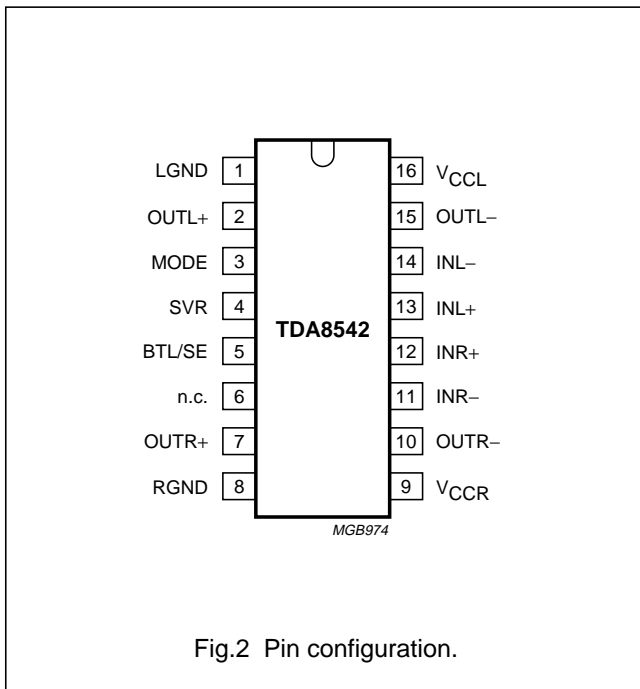 LGND 1 16 VCCL
OUTL+ 2 15 OUTL−
MODE 3 14 INL−
SVR 4 13 INL+
TDA8542
BTL/SE 5 12 INR+
n.c. 6 11 INR−
OUTR+ 7 10 OUTR−
RGND 8 9 VCCR
MGB974
Fig.2 Pin configuration.